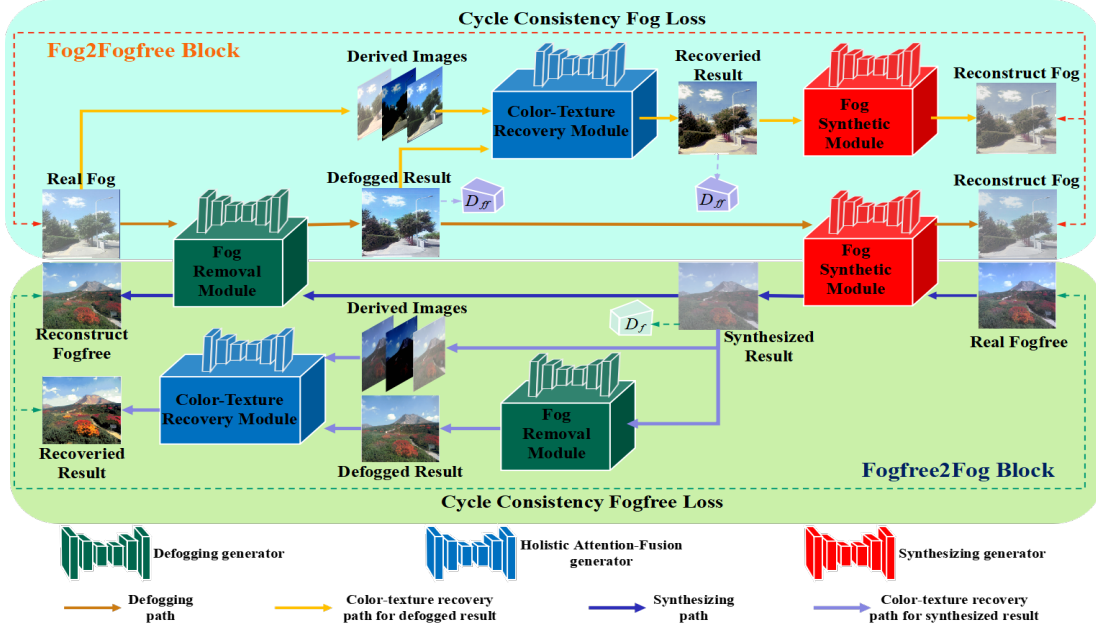 Cycle Consistency Fog Loss
Fog2Fogfree Block
Derived Images
Recoveried
Result
Reconstruct Fog
Color-Texture
Recovery Module
Fog
Synthetic
Module
Real Fog
Defogged Result
D_ff
D_ff
Reconstruct Fog
Fog
Removal
Module
Fog
Synthetic
Module
Derived Images
D_f
Reconstruct
Fogfree
Synthesized
Result
Real Fogfree
Color-Texture
Recovery Module
Fog
Removal
Module
Recoveried
Result
Defogged Result
Fogfree2Fog Block
Cycle Consistency Fogfree Loss
Defogging generator
Holistic Attention-Fusion
generator
Synthesizing generator
Defogging
path
Color-texture recovery
path for defogged result
Synthesizing
path
Color-texture recovery
path for synthesized result